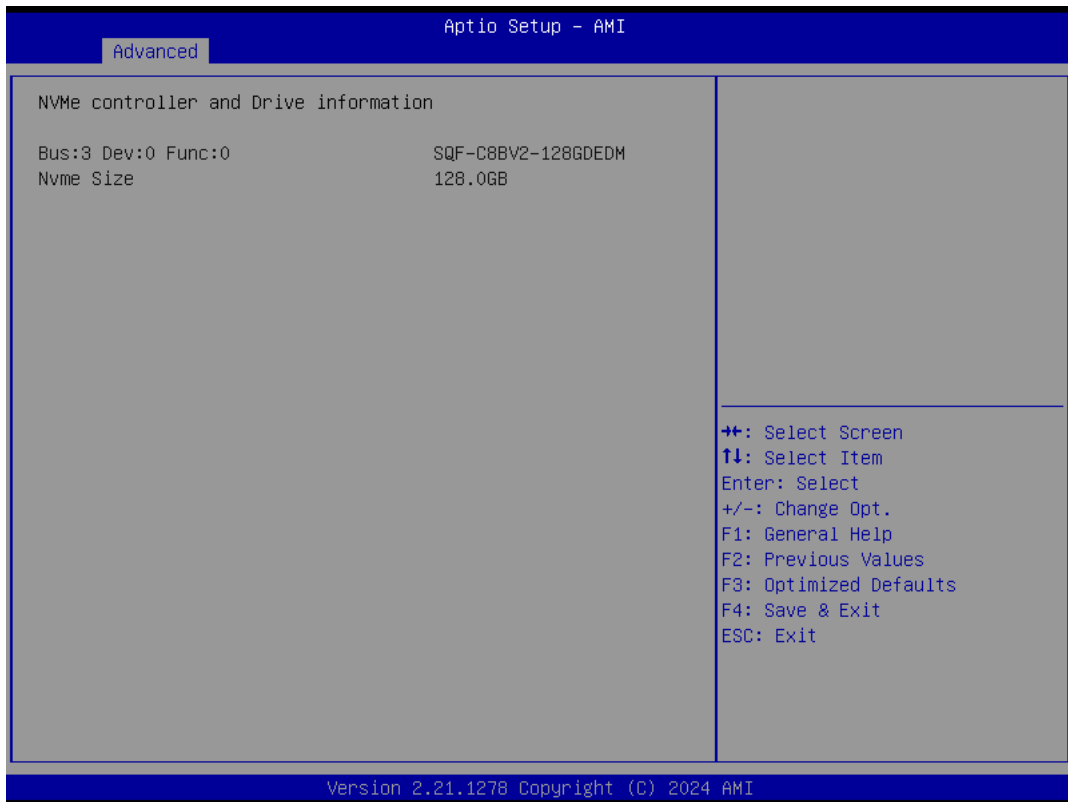 Aptio Setup – AMI
Advanced
NVMe controller and Drive information
Bus:3 Dev:0 Func:0 SQF-C8BV2-128GDEDM
Nvme Size 128.0GB
→←: Select Screen
↑↓: Select Item
Enter: Select
+/-: Change Opt.
F1: General Help
F2: Previous Values
F3: Optimized Defaults
F4: Save & Exit
ESC: Exit
Version 2.21.1278 Copyright (C) 2024 AMI